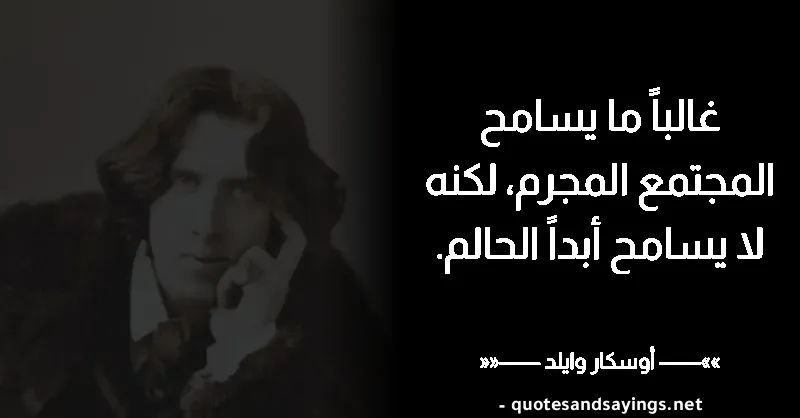 غالباً ما يسامح
المجتمع المجرم، لكنه
لا يسامح أبداً الحالم.
»»—— أوسكار وايلد ——««
- quotesandsayings.net